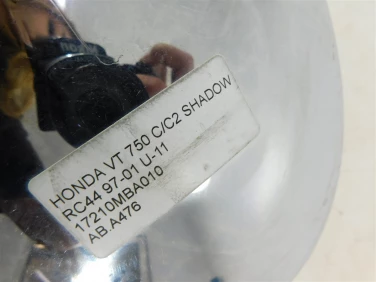 HONDA VT 750 C/C2 SHADOW
RC44 97-01 U-11
17210MBA010
AB.A476